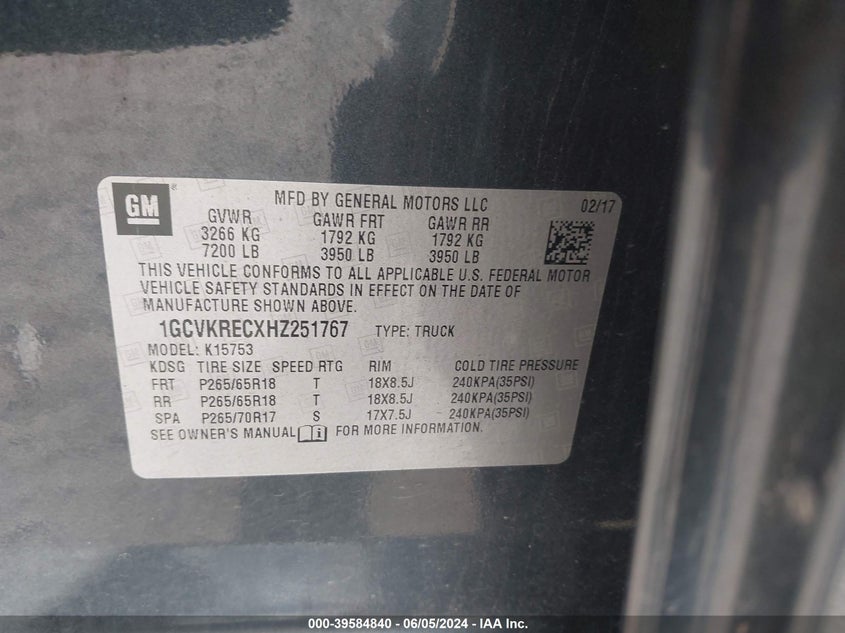 GM
MFD BY GENERAL MOTORS LLC 02/17
GVWR GAWR FRT GAWR RR
3266 KG 1792 KG 1792 KG
7200 LB 3950 LB 3950 LB
THIS VEHICLE CONFORMS TO ALL APPLICABLE U.S. FEDERAL MOTOR
VEHICLE SAFETY STANDARDS IN EFFECT ON THE DATE OF
MANUFACTURE SHOWN ABOVE.
1GCVKRECXHZ251767 TYPE: TRUCK
MODEL: K15753
KDSG TIRE SIZE SPEED RTG RIM COLD TIRE PRESSURE
FRT P265/65R18 T 18X8.5J 240KPA(35PSI)
RR P265/65R18 T 18X8.5J 240KPA(35PSI)
SPA P265/70R17 S 17X7.5J 240KPA(35PSI)
SEE OWNER'S MANUAL FOR MORE INFORMATION.
000-39584840 - 06/05/2024 - IAA Inc.